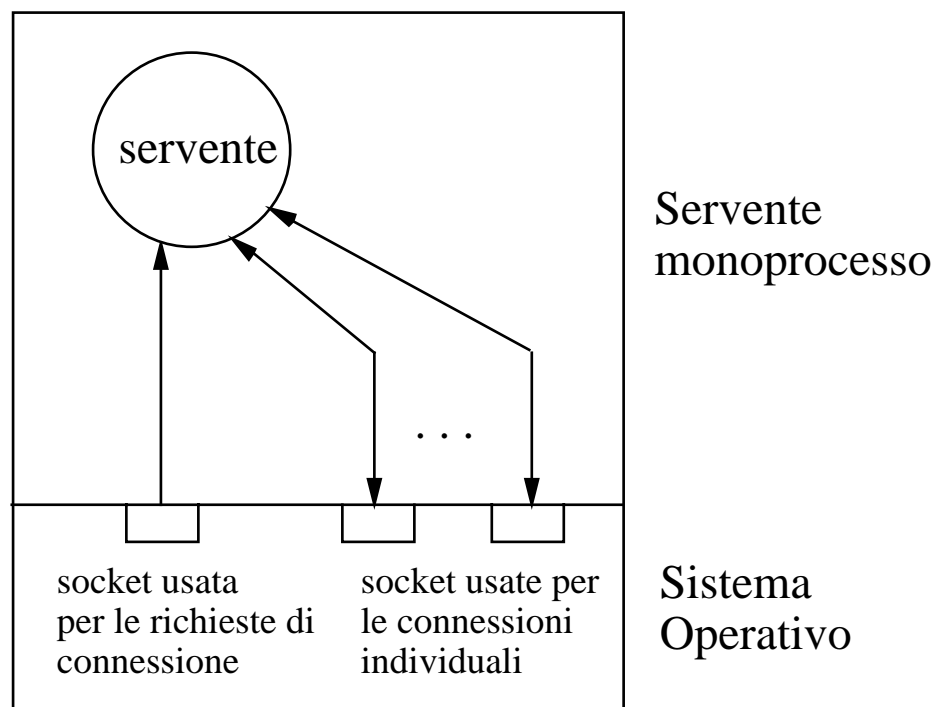 servente
Servente
monoprocesso
. . .
socket usata
per le richieste di
connessione
socket usate per
le connessioni
individuali
Sistema
Operativo